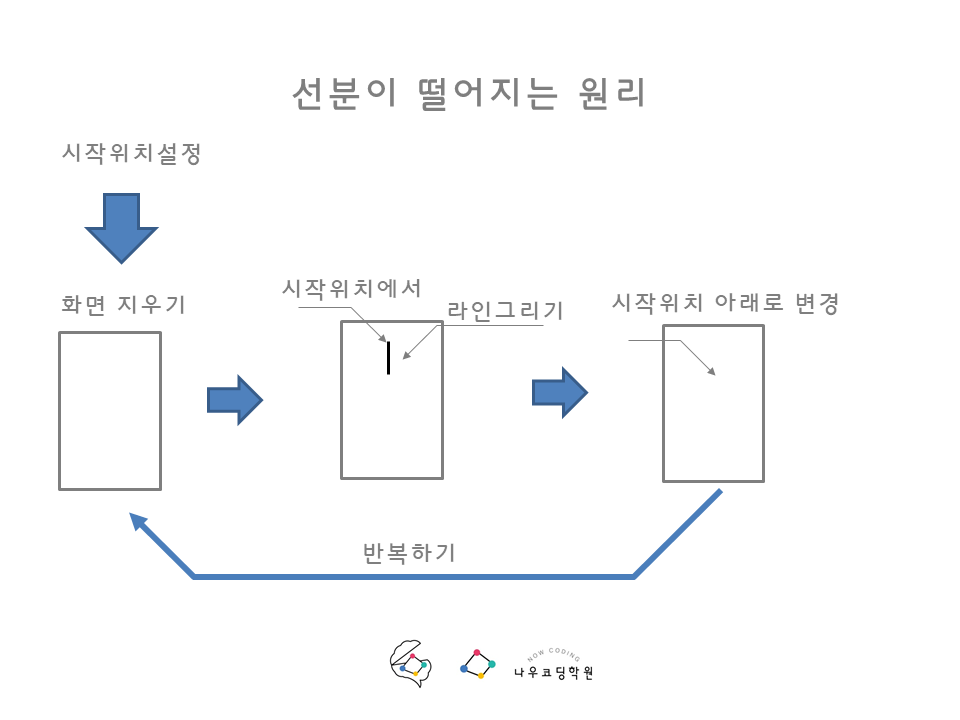 선분이 떨어지는 원리
시작위치설정
화면 지우기
시작위치에서
라인그리기
시작위치 아래로 변경
반복하기
NOW CODING
나우코딩학원